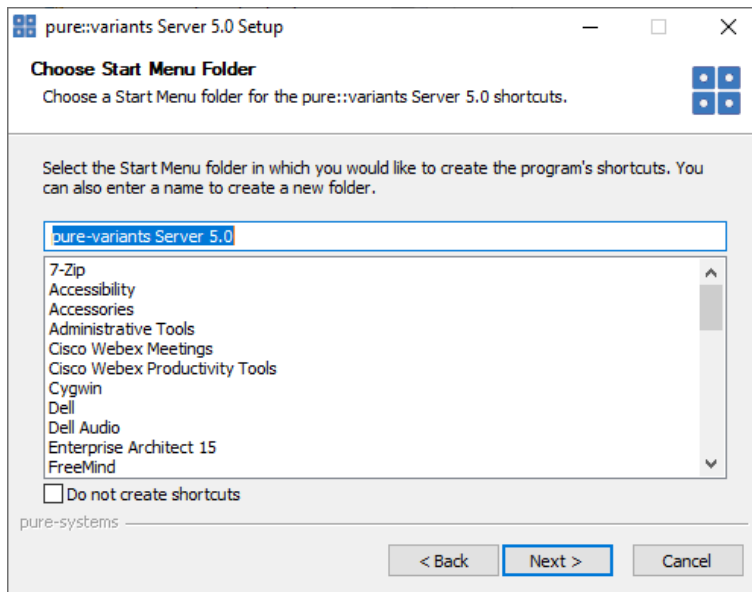 pure::variants Server 5.0 Setup
Choose Start Menu Folder
Choose a Start Menu folder for the pure::variants Server 5.0 shortcuts.
Select the Start Menu folder in which you would like to create the program's shortcuts. You
can also enter a name to create a new folder.
pure-variants Server 5.0
7-Zip
Accessibility
Accessories
Administrative Tools
Cisco Webex Meetings
Cisco Webex Productivity Tools
Cygwin
Dell
Dell Audio
Enterprise Architect 15
FreeMind
Do not create shortcuts
pure-systems
< Back Next > Cancel